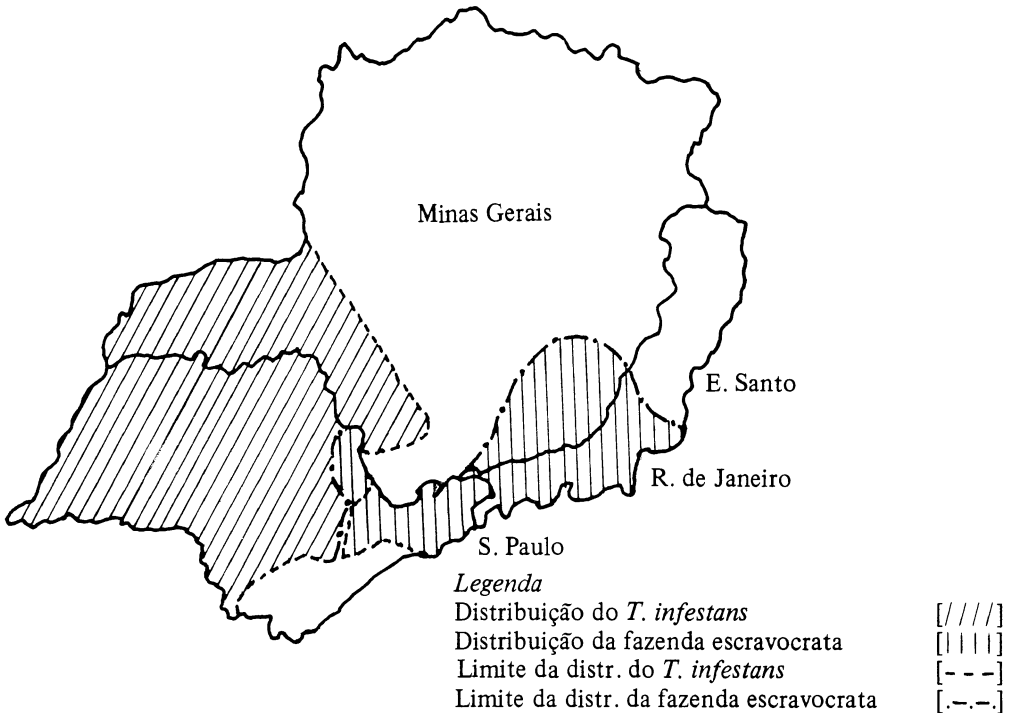 Minas Gerais
E. Santo
R. de Janeiro
S. Paulo
Legenda
Distribuição do T. infestans [////]
Distribuição da fazenda escravocrata [||||]
Limite da distr. do T. infestans [---]
Limite da distr. da fazenda escravocrata [.–.–.]